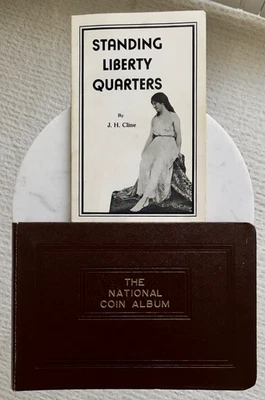 STANDING
LIBERTY
QUARTERS
By
J. H. Cline
THE
NATIONAL
COIN ALBUM